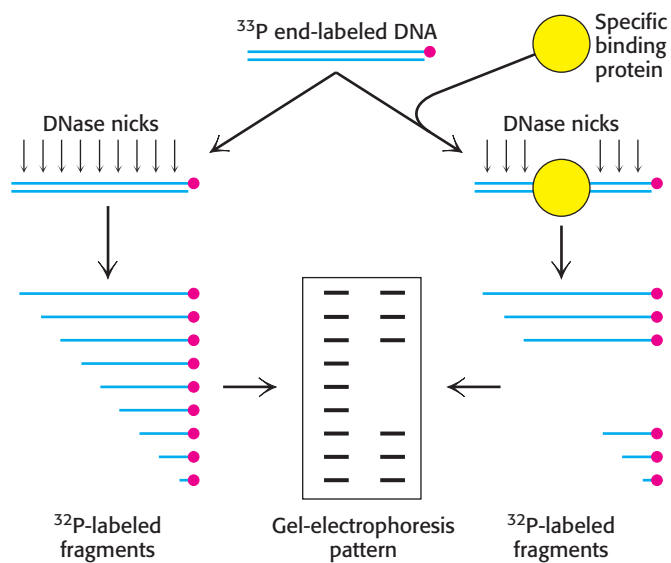 ³³P end-labeled DNA
Specific
binding
protein
DNase nicks
DNase nicks
³²P-labeled
fragments
Gel-electrophoresis
pattern
³²P-labeled
fragments